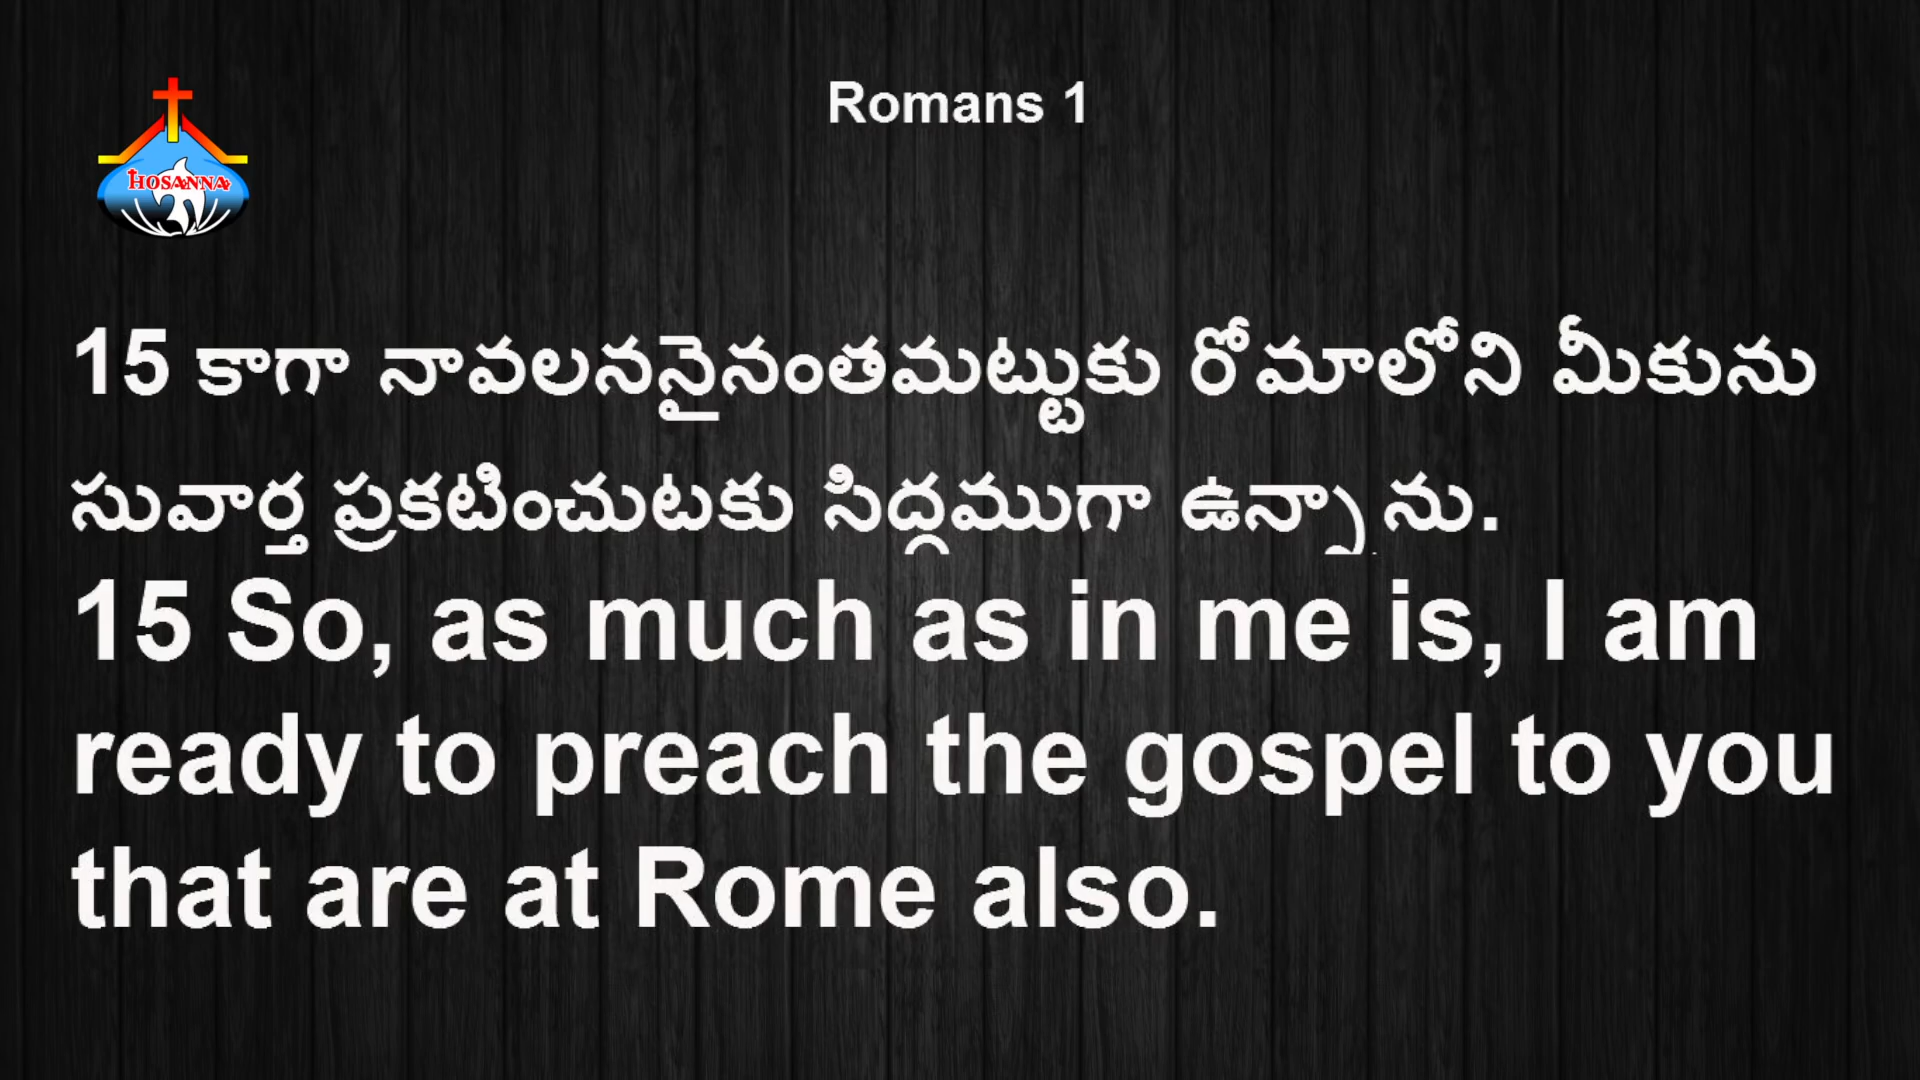 Romans 1
HOSANNA
15 కాగా నావలననైనంతమట్టుకు రోమాలోని మీకును
సువార్త ప్రకటించుటకు సిద్ధముగా ఉన్నాను.
15 So, as much as in me is, I am
ready to preach the gospel to you
that are at Rome also.